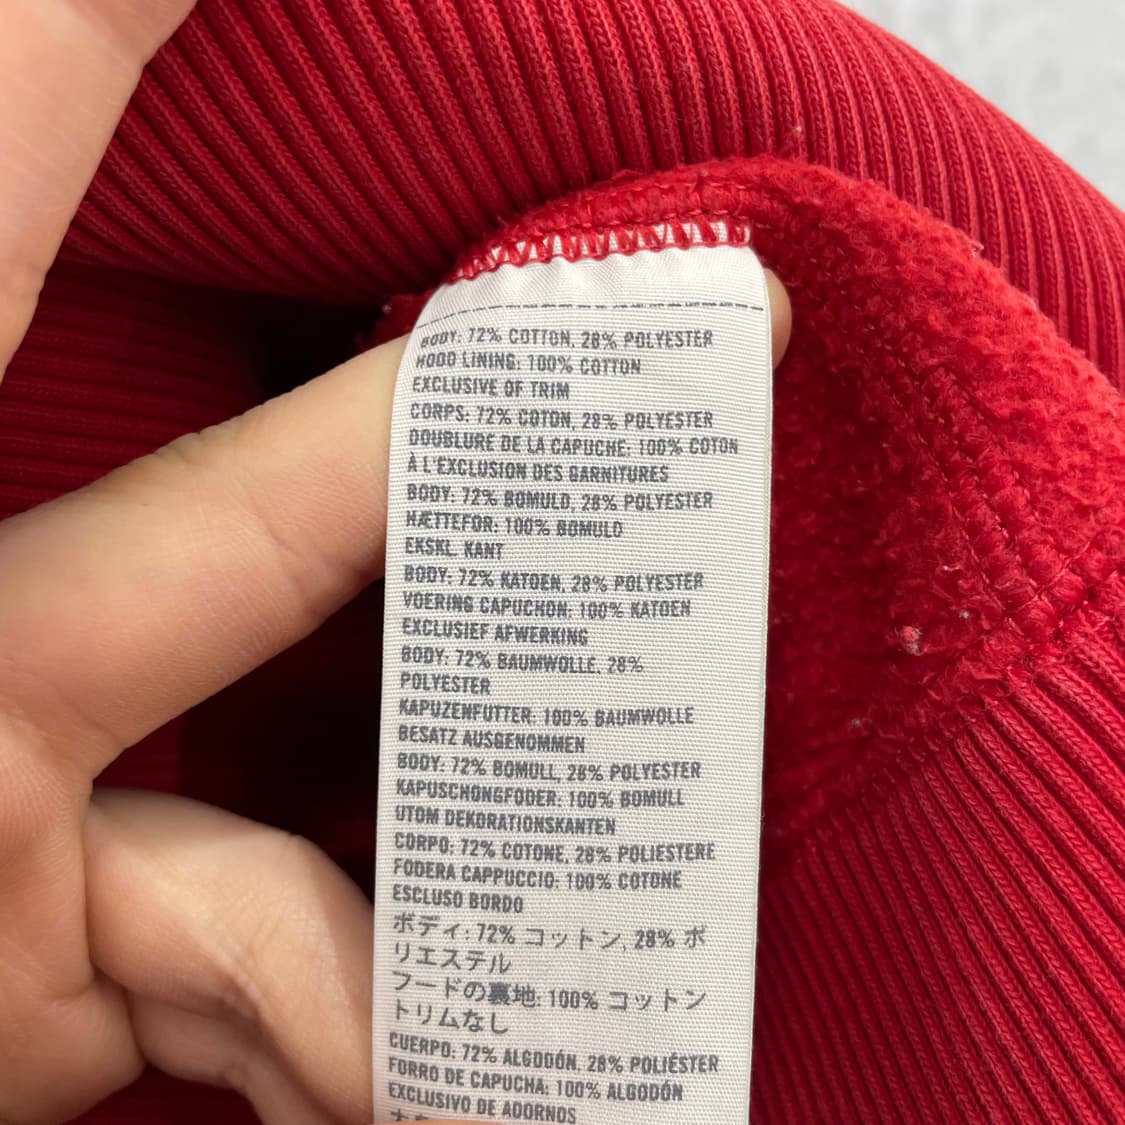 BODY: 72% COTTON, 28% POLYESTER
HOOD LINING: 100% COTTON
EXCLUSIVE OF TRIM
CORPS: 72% COTON, 28% POLYESTER
DOUBLURE DE LA CAPUCHE: 100% COTON
À L'EXCLUSION DES GARNITURES
BODY: 72% BOMULD, 28% POLYESTER
HÆTTEFOR: 100% BOMULD
EKSKL. KANT
BODY: 72% KATOEN, 28% POLYESTER
VOERING CAPUCHON: 100% KATOEN
EXCLUSIEF AFWERKING
BODY: 72% BAUMWOLLE, 28%
POLYESTER
KAPUZENFUTTER: 100% BAUMWOLLE
BESATZ AUSGENOMMEN
BODY: 72% BOMULL, 28% POLYESTER
KAPUSCHONGFODER: 100% BOMULL
UTOM DEKORATIONSKANTEN
CORPO: 72% COTONE, 28% POLIESTERE
FODERA CAPPUCCIO: 100% COTONE
ESCLUSO BORDO
ボディ: 72% コットン, 28% ポ
リエステル
フードの裏地: 100% コットン
トリムなし
CUERPO: 72% ALGODÓN, 28% POLIÉSTER
FORRO DE CAPUCHA: 100% ALGODÓN
EXCLUSIVO DE ADORNOS